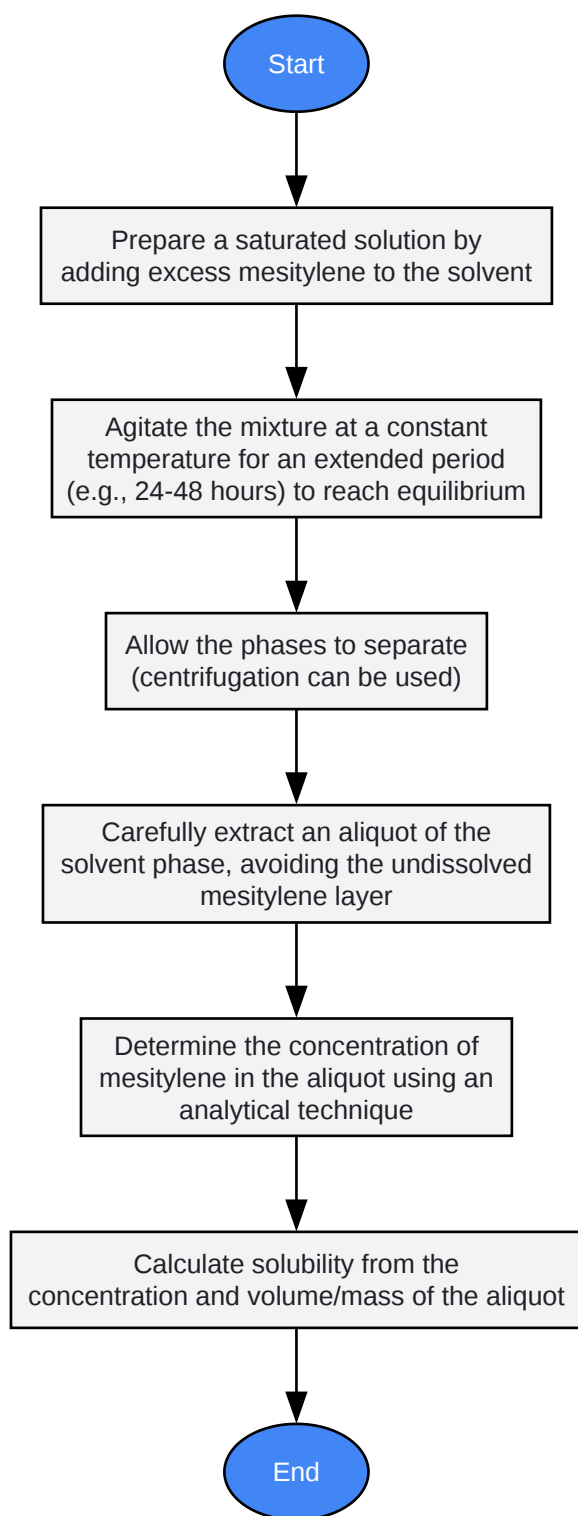 Start
Prepare a saturated solution by
adding excess mesitylene to the solvent
Agitate the mixture at a constant
temperature for an extended period
(e.g., 24-48 hours) to reach equilibrium
Allow the phases to separate
(centrifugation can be used)
Carefully extract an aliquot of the
solvent phase, avoiding the undissolved
mesitylene layer
Determine the concentration of
mesitylene in the aliquot using an
analytical technique
Calculate solubility from the
concentration and volume/mass of the aliquot
End